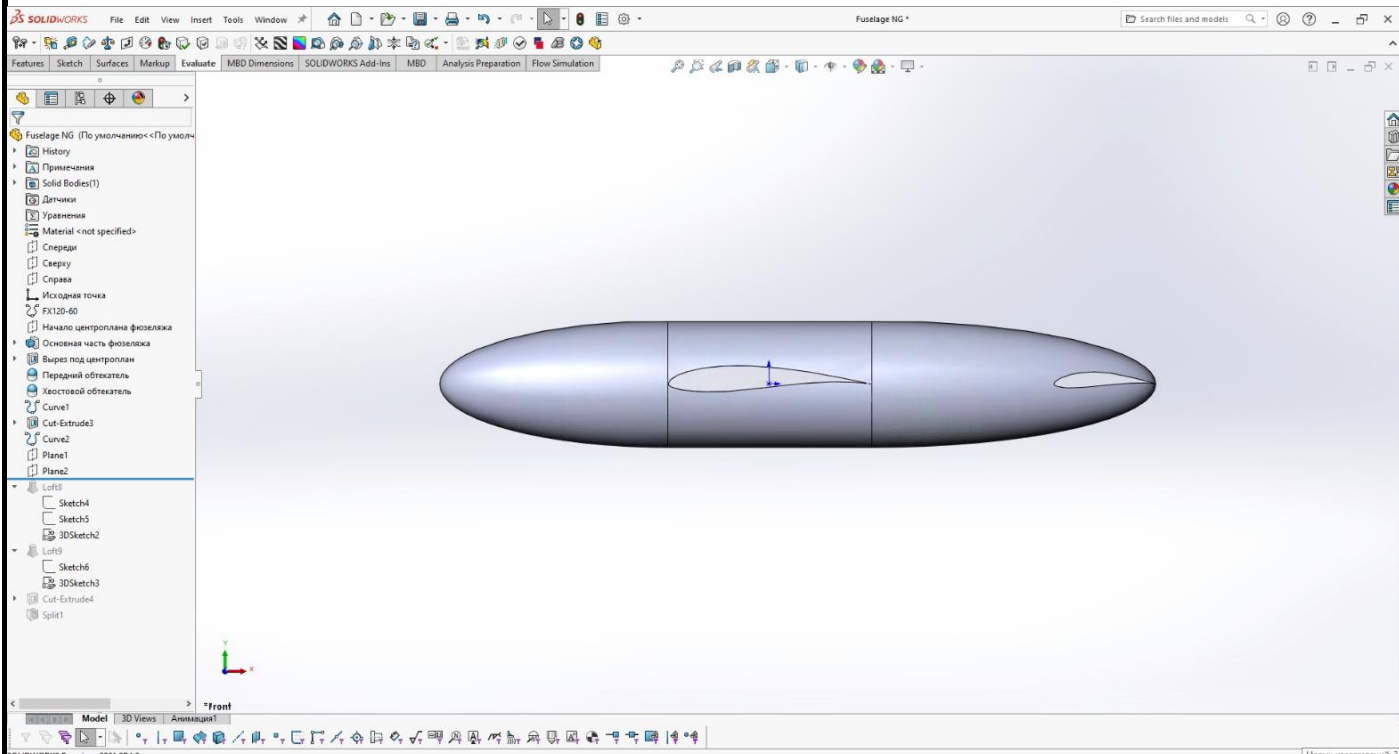 SOLIDWORKS File Edit View Insert Tools Window Fuselage NG * Search files and models
Features Sketch Surfaces Markup Evaluate MBD Dimensions SOLIDWORKS Add-Ins MBD Analysis Preparation Flow Simulation
Fuselage NG (По умолчанию<<По умолч
History
Примечания
Solid Bodies(1)
Датчики
Уравнения
Material <not specified>
Спереди
Сверху
Справа
Исходная точка
FX120-60
Начало центроплана фюзеляжа
Основная часть фюзеляжа
Вырез под центроплан
Передний обтекатель
Хвостовой обтекатель
Curve1
Cut-Extrude3
Curve2
Plane1
Plane2
Loft8
Sketch4
Sketch5
3DSketch2
Loft9
Sketch6
3DSketch3
Cut-Extrude4
Split1
Y
X
*Front
Model 3D Views Анимация1